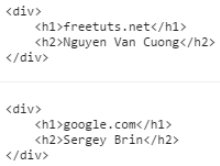 <div>
    <h1>freetuts.net</h1>
    <h2>Nguyen Van Cuong</h2>
</div>
<div>
    <h1>google.com</h1>
    <h2>Sergey Brin</h2>
</div>